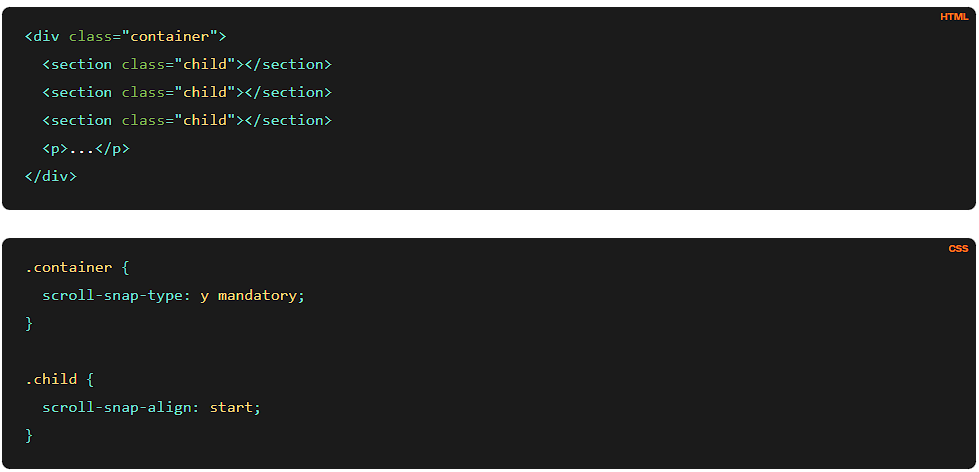 HTML
<div class="container">
  <section class="child"></section>
  <section class="child"></section>
  <section class="child"></section>
  <p>...</p>
</div>
CSS
.container {
  scroll-snap-type: y mandatory;
}
.child {
  scroll-snap-align: start;
}